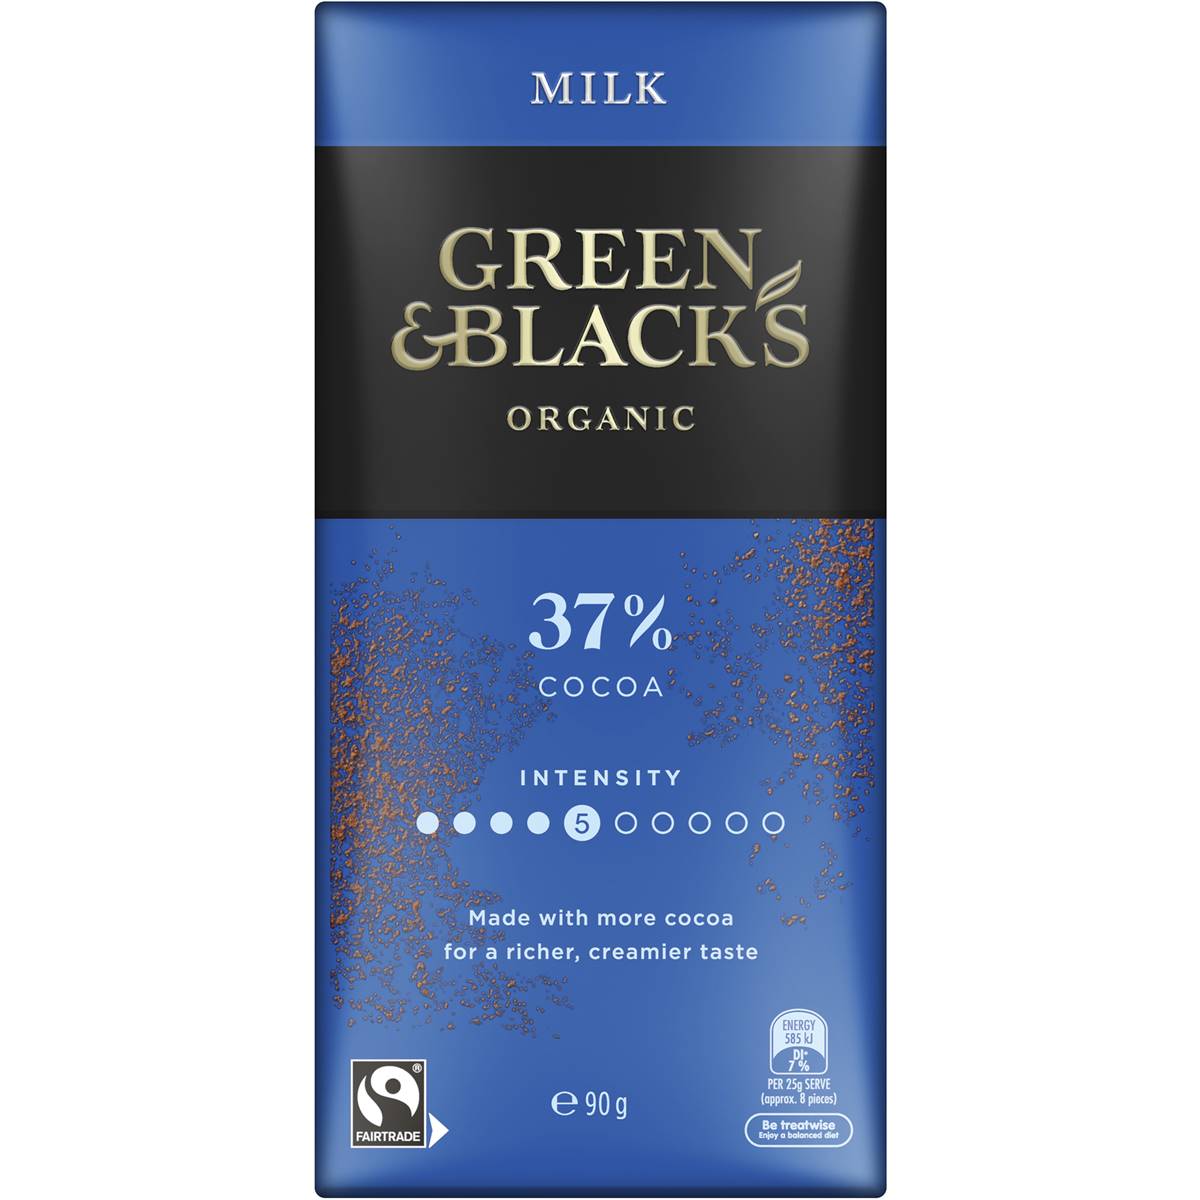 MILK
GREEN
&BLACK'S
ORGANIC
37%
COCOA
INTENSITY
5
Made with more cocoa
for a richer, creamier taste
ENERGY
585 kJ
DI*
7 %
PER 25g SERVE
(approx. 8 pieces)
Be treatwise
Enjoy a balanced diet
℮ 90 g
®
FAIRTRADE